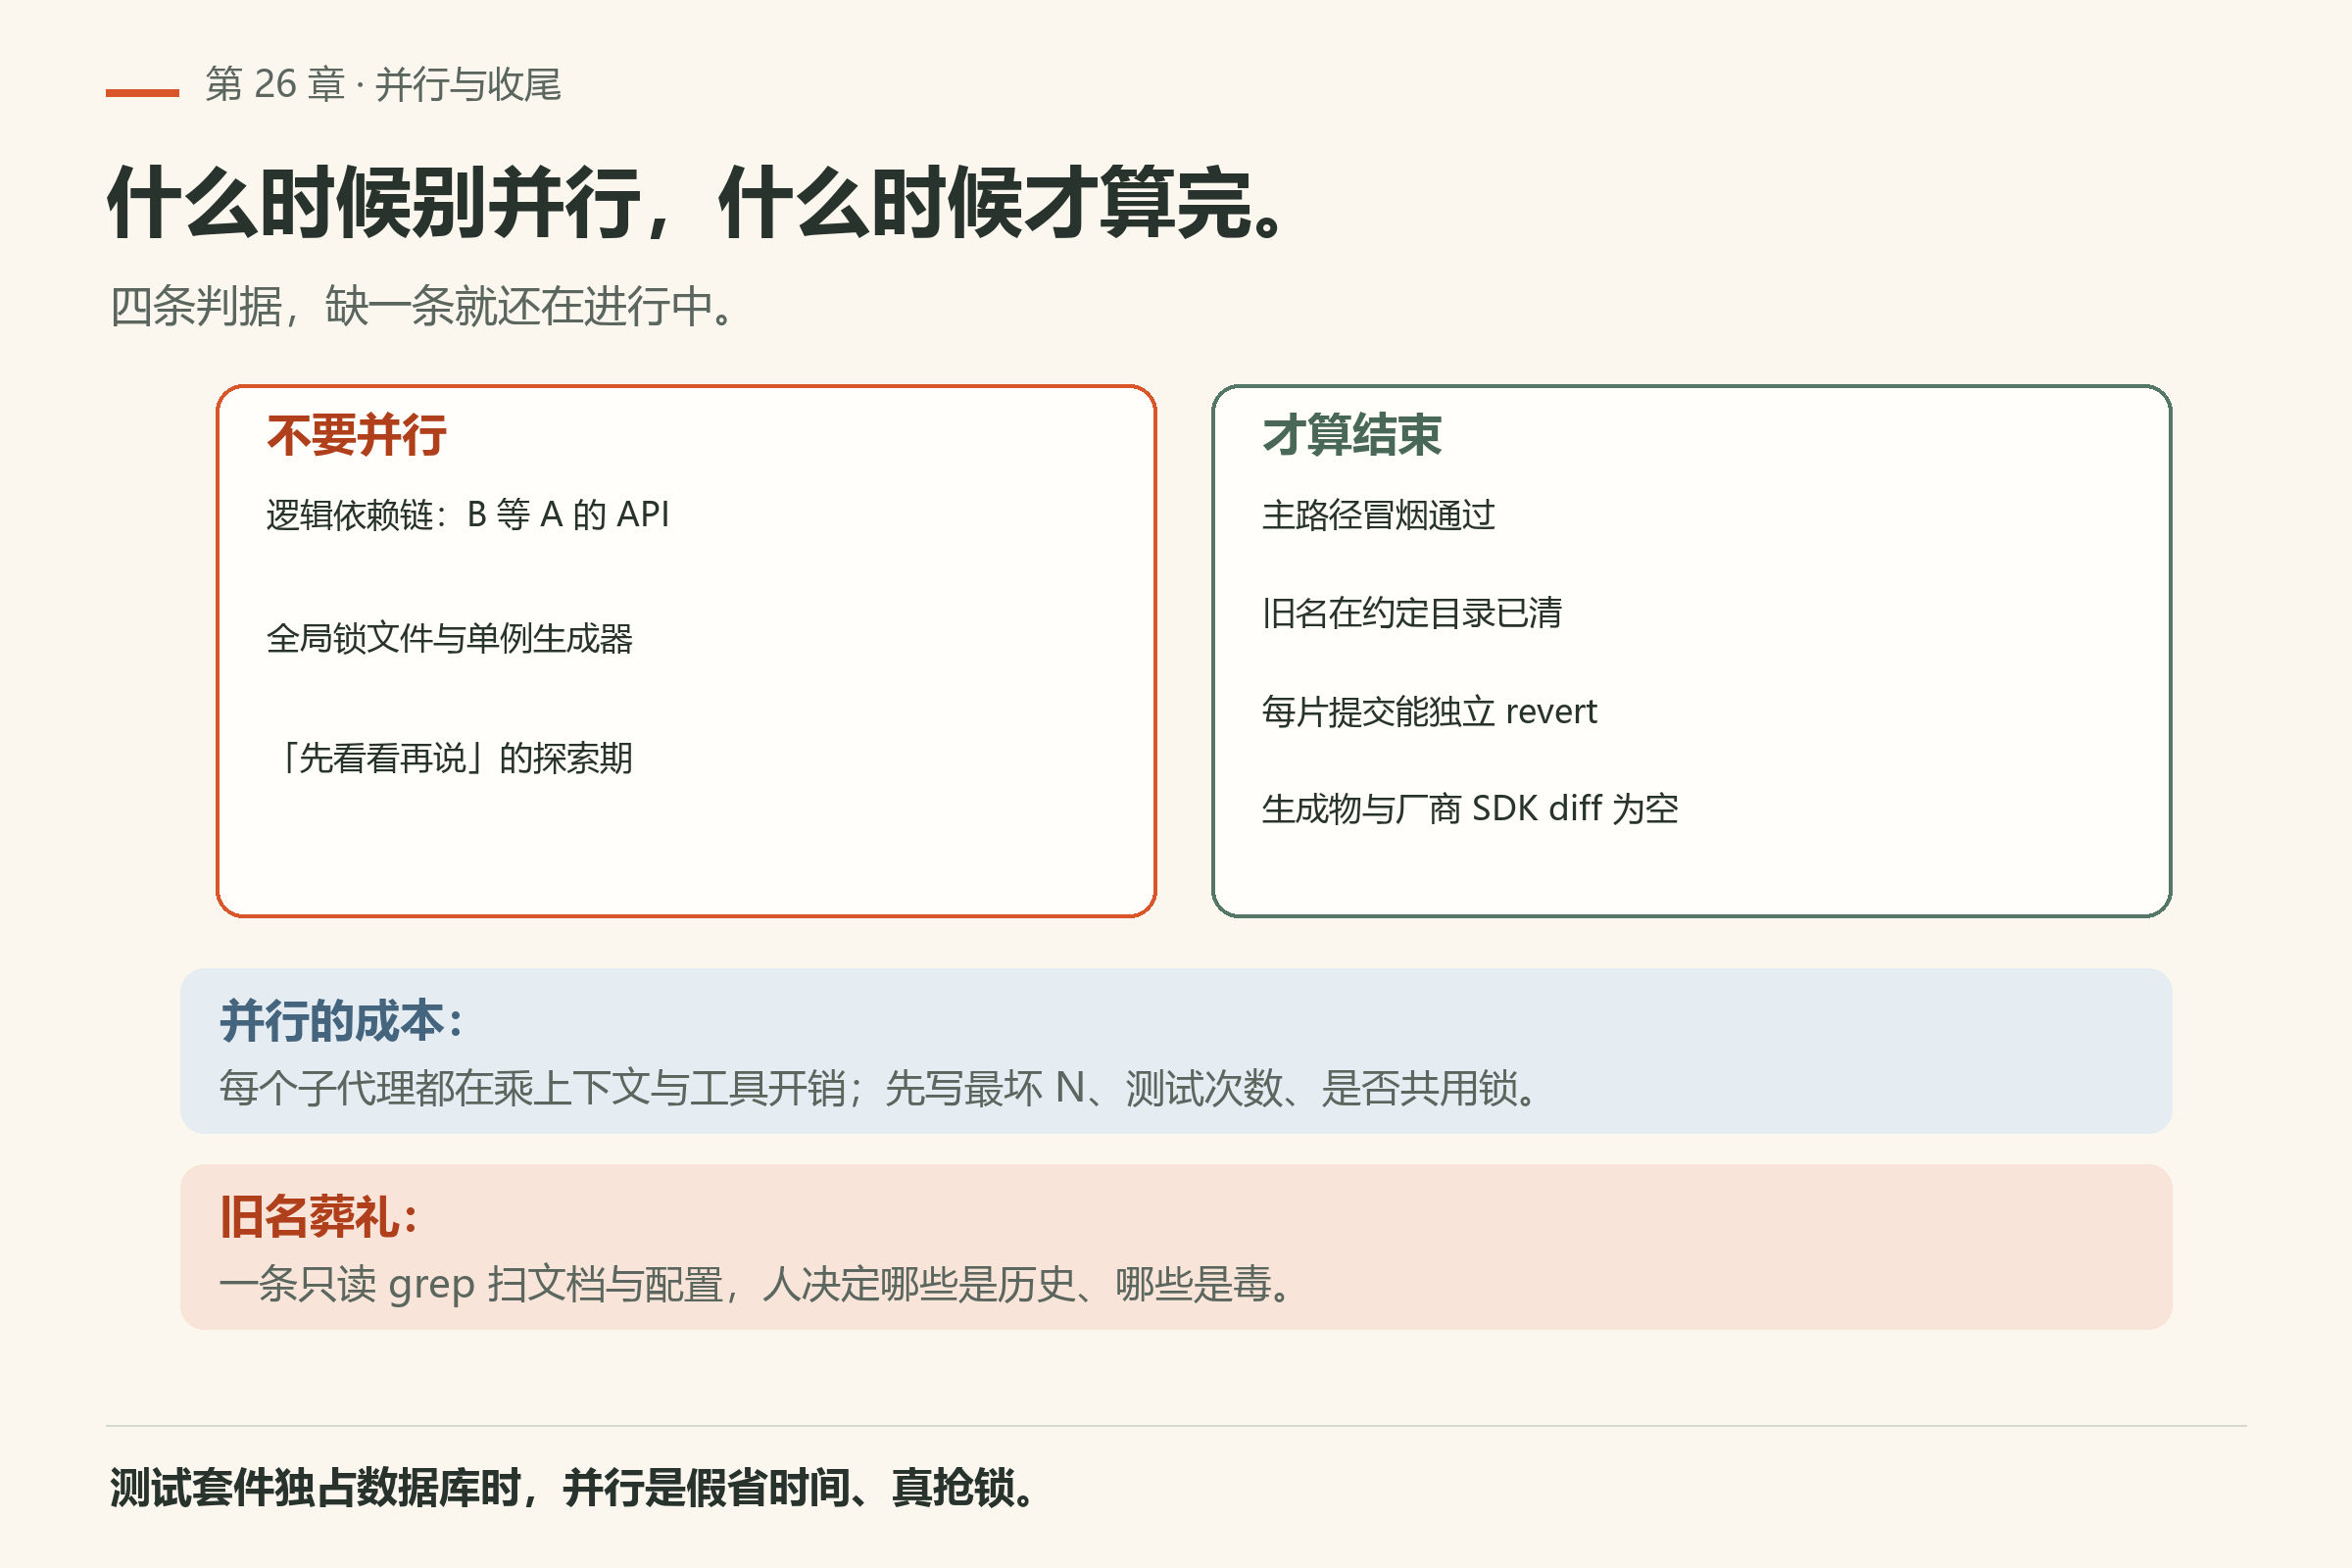 第 26 章 · 并行与收尾
什么时候别并行，什么时候才算完。
四条判据，缺一条就还在进行中。
不要并行
逻辑依赖链：B 等 A 的 API
全局锁文件与单例生成器
「先看看再说」的探索期
才算结束
主路径冒烟通过
旧名在约定目录已清
每片提交能独立 revert
生成物与厂商 SDK diff 为空
并行的成本：
每个子代理都在乘上下文与工具开销；先写最坏 N、测试次数、是否共用锁。
旧名葬礼：
一条只读 grep 扫文档与配置，人决定哪些是历史、哪些是毒。
测试套件独占数据库时，并行是假省时间、真抢锁。